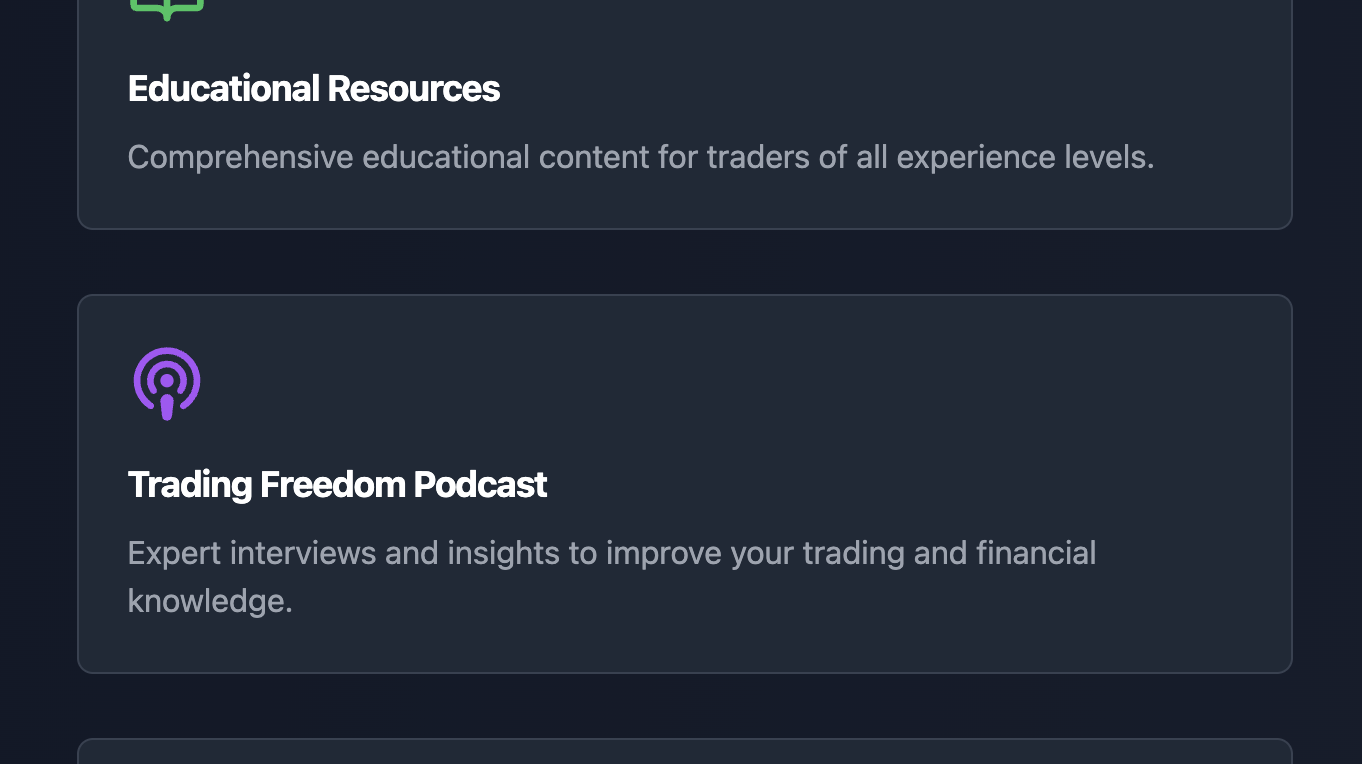 Educational Resources
Comprehensive educational content for traders of all experience levels.
Trading Freedom Podcast
Expert interviews and insights to improve your trading and financial
knowledge.